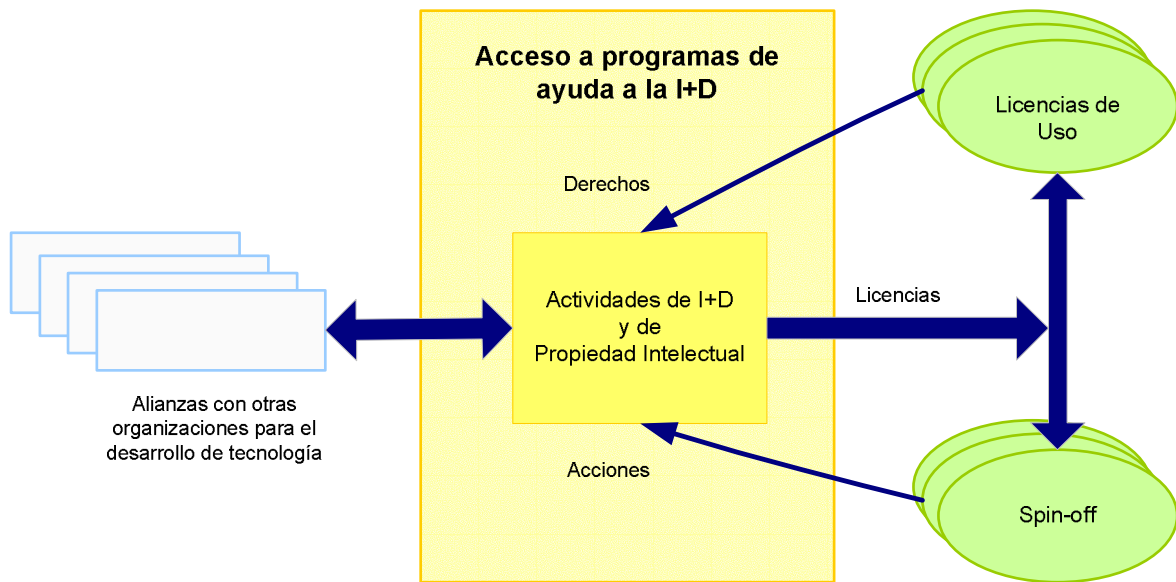 Acceso a programas de
ayuda a la I+D
Licencias de
Uso
Derechos
Actividades de I+D
y de
Propiedad Intelectual
Licencias
Alianzas con otras
organizaciones para el
desarrollo de tecnología
Acciones
Spin-off